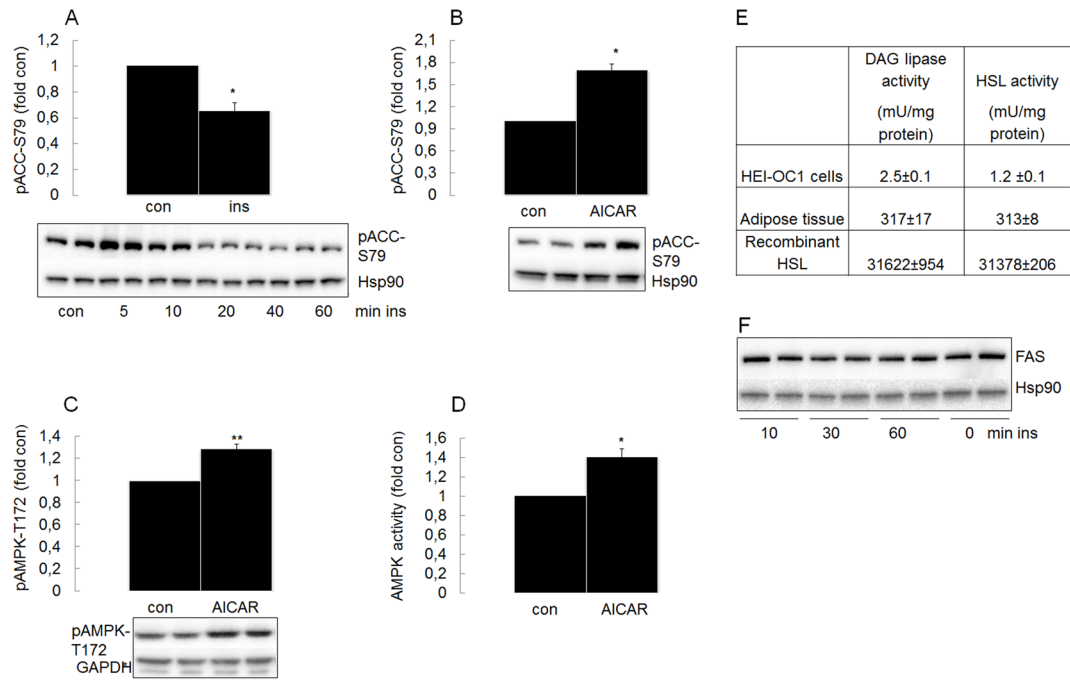 A
1,2
1
0,8
0,6
0,4
0,2
0
pACC-S79 (fold con)
*
con ins
pACC-
S79
Hsp90
con 5 10 20 40 60 min ins
B
2,1
1,8
1,5
1,2
0,9
0,6
0,3
0
pACC-S79 (fold con)
*
con AICAR
pACC-
S79
Hsp90
E
DAG lipase
activity
(mU/mg
protein)
HSL activity
(mU/mg
protein)
HEI-OC1 cells 2.5±0.1 1.2 ±0.1
Adipose tissue 317±17 313±8
Recombinant
HSL 31622±954 31378±206
F
FAS
Hsp90
10 30 60 0 min ins
C
1,4
1,2
1
0,8
0,6
0,4
0,2
0
pAMPK-T172 (fold con)
**
con AICAR
pAMPK-
T172
GAPDH
D
1,6
1,4
1,2
1
0,8
0,6
0,4
0,2
0
AMPK activity (fold con)
*
con AICAR